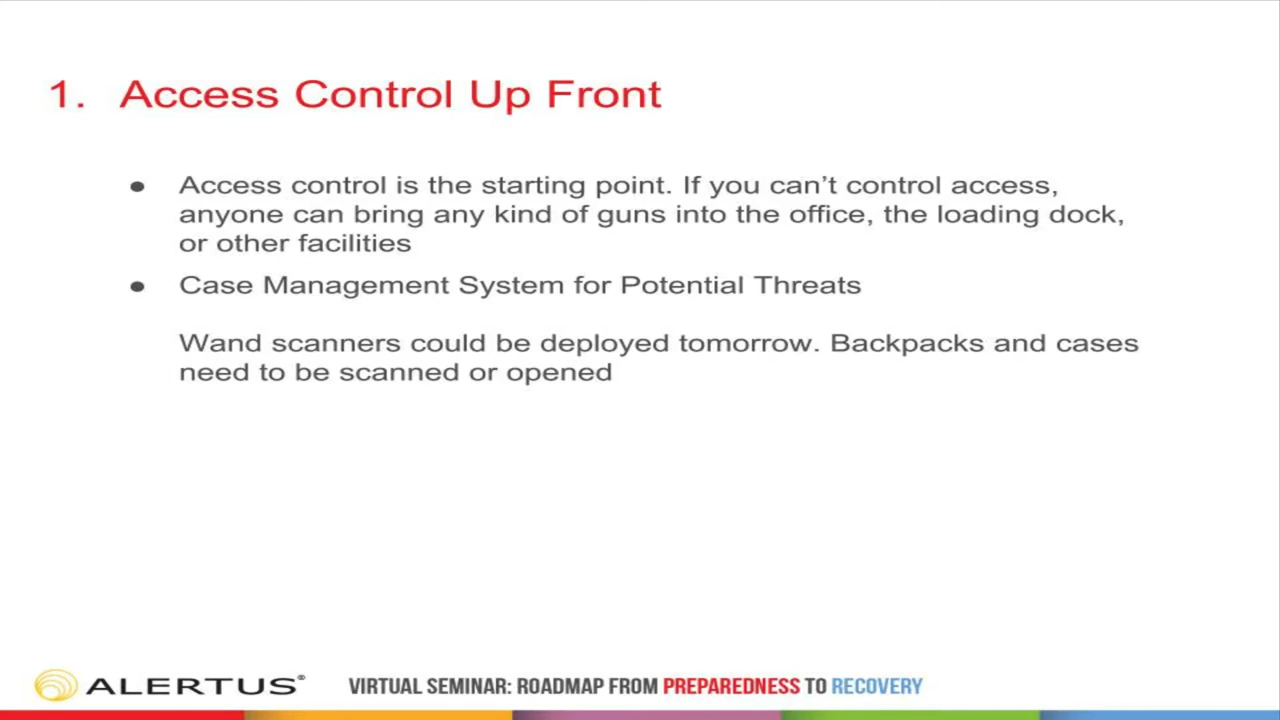 1. Access Control Up Front
● Access control is the starting point. If you can’t control access,
anyone can bring any kind of guns into the office, the loading dock,
or other facilities
● Case Management System for Potential Threats
Wand scanners could be deployed tomorrow. Backpacks and cases
need to be scanned or opened
ALERTUS®
VIRTUAL SEMINAR: ROADMAP FROM PREPAREDNESS TO RECOVERY